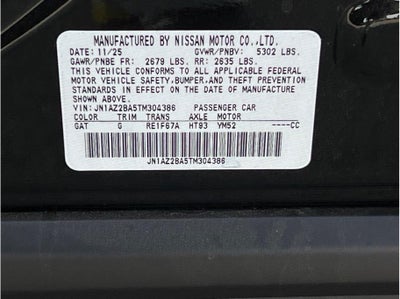 MANUFACTURED BY NISSAN MOTOR CO.,LTD.
DATE: 11/25 GVWR/PNBV: 5302 LBS.
GAWR/PNBE FR: 2679 LBS. RR: 2635 LBS.
THIS VEHICLE CONFORMS TO ALL APPLICABLE FEDERAL
MOTOR VEHICLE SAFETY, BUMPER, AND THEFT PREVENTION
STANDARDS IN EFFECT ON THE DATE OF
MANUFACTURE SHOWN ABOVE.
VIN: JN1AZ2BA5TM304386 PASSENGER CAR
COLOR TRIM TRANS AXLE MOTOR
GAT G RE1F67A HT93 YM52 ----CC
JN1AZ2BA5TM304386